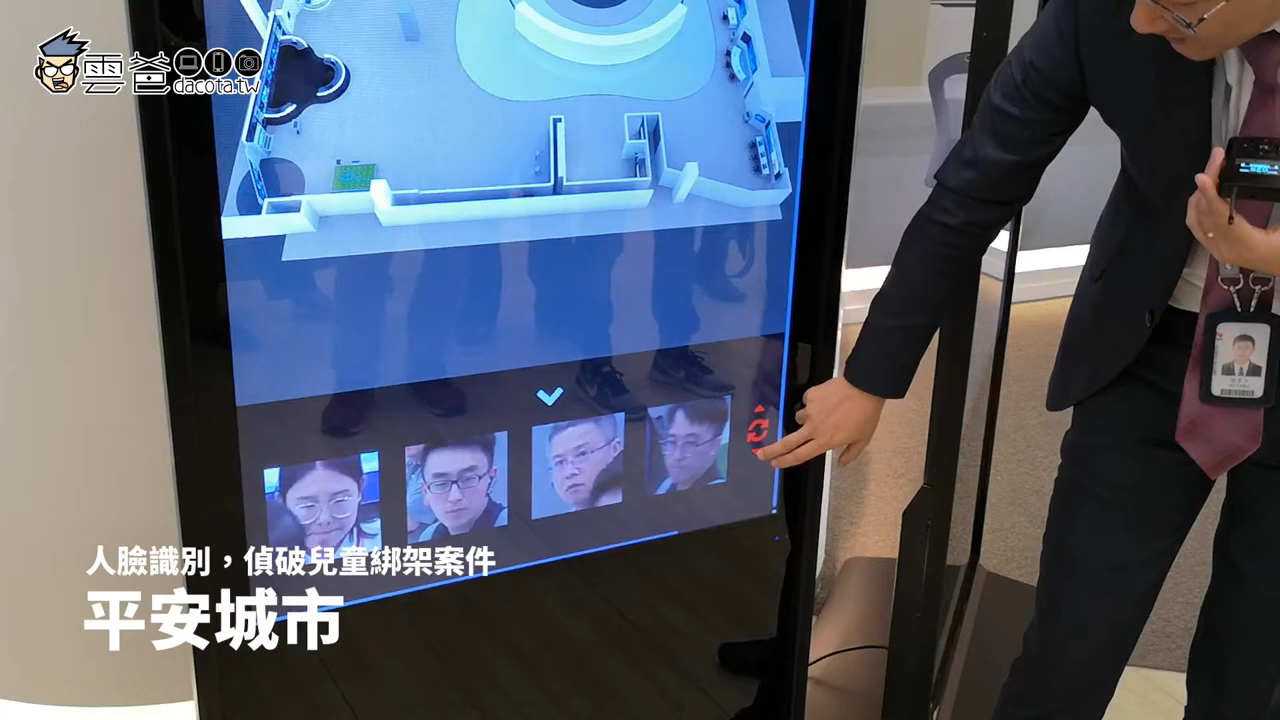 雲爸
dacota.tw
人臉識別，偵破兒童綁架案件
平安城市